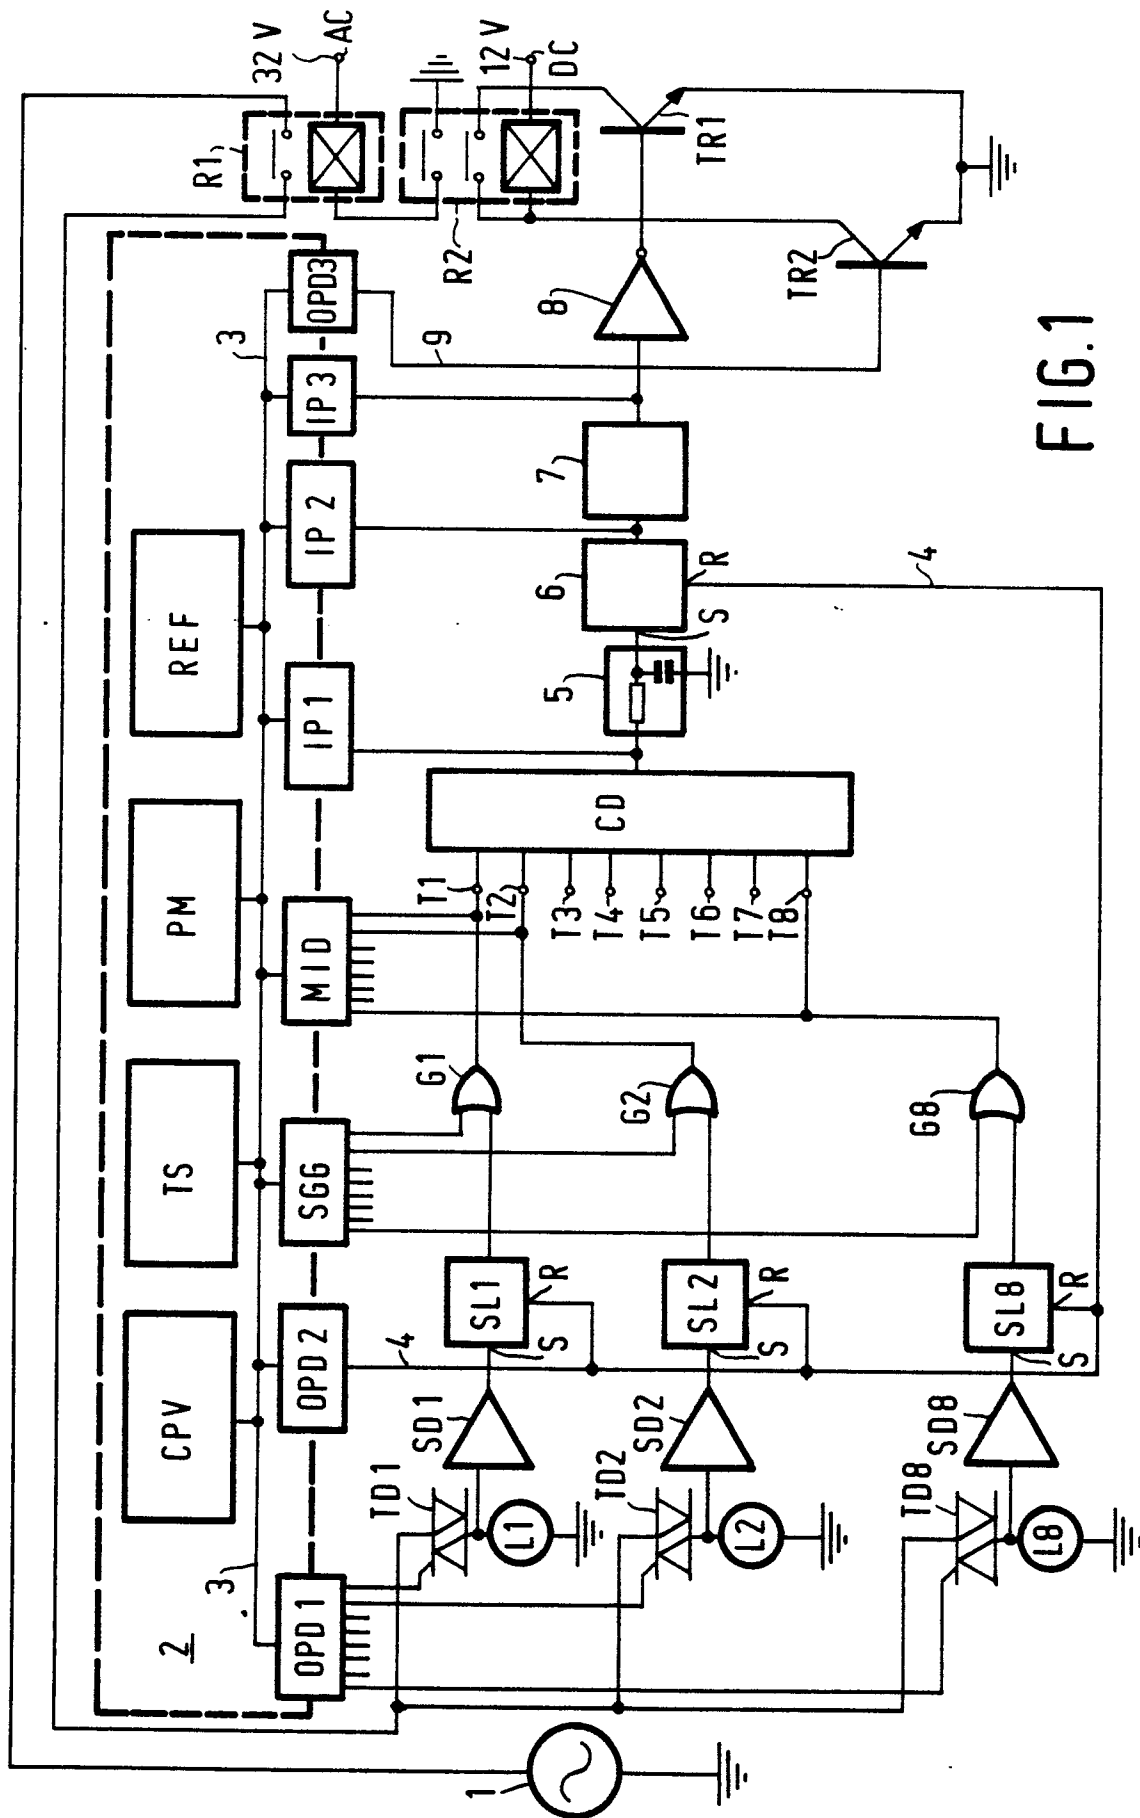 32 V
AC
R1
12 V
DC
R2
TR1
TR2
2
CPV
TS
PM
REF
3
3
OPD1
OPD2
SGG
MID
IP1
IP2
IP3
OPD3
9
8
7
6
5
S
R
4
4
CD
T1
T2
T3
T4
T5
T6
T7
T8
G1
G2
G8
SL1
S
R
SL2
S
R
SL8
S
R
SD1
SD2
SD8
TD1
TD2
TD8
L1
L2
L8
1
FIG.1